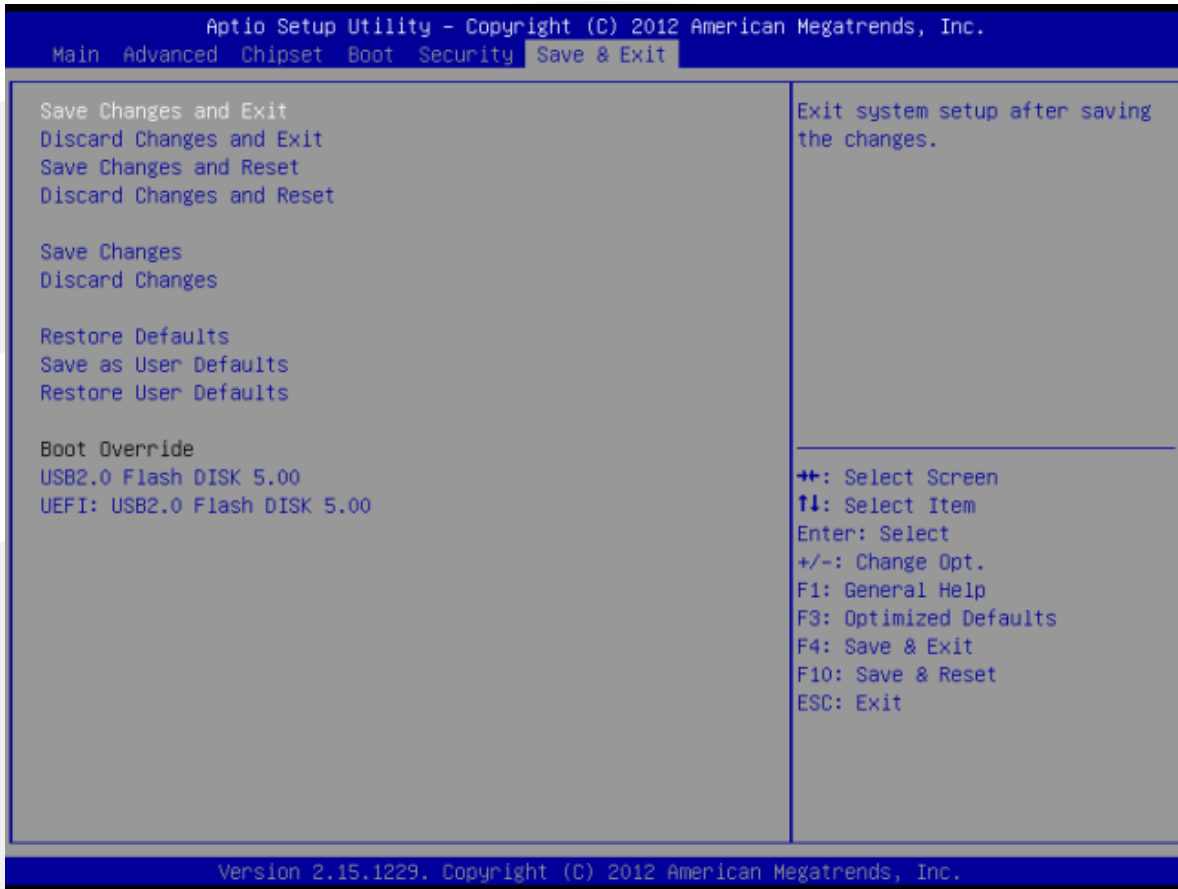 Aptio Setup Utility – Copyright (C) 2012 American Megatrends, Inc.
Main Advanced Chipset Boot Security Save & Exit
Save Changes and Exit
Discard Changes and Exit
Save Changes and Reset
Discard Changes and Reset
Save Changes
Discard Changes
Restore Defaults
Save as User Defaults
Restore User Defaults
Boot Override
USB2.0 Flash DISK 5.00
UEFI: USB2.0 Flash DISK 5.00
Exit system setup after saving
the changes.
→←: Select Screen
↑↓: Select Item
Enter: Select
+/-: Change Opt.
F1: General Help
F3: Optimized Defaults
F4: Save & Exit
F10: Save & Reset
ESC: Exit
Version 2.15.1229. Copyright (C) 2012 American Megatrends, Inc.